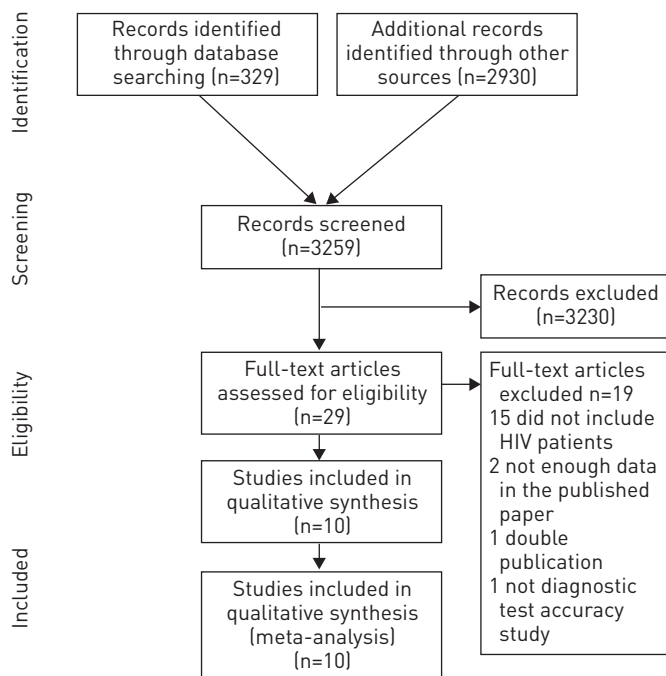 Identification
Records identified
through database
searching (n=329)
Additional records
identified through other
sources (n=2930)
Screening
Records screened
(n=3259)
Records excluded
(n=3230)
Eligibility
Full-text articles
assessed for eligibility
(n=29)
Full-text articles
excluded n=19
15 did not include
HIV patients
2 not enough data
in the published
paper
1 double
publication
1 not diagnostic
test accuracy
study
Studies included in
qualitative synthesis
(n=10)
Included
Studies included in
qualitative synthesis
(meta-analysis)
(n=10)